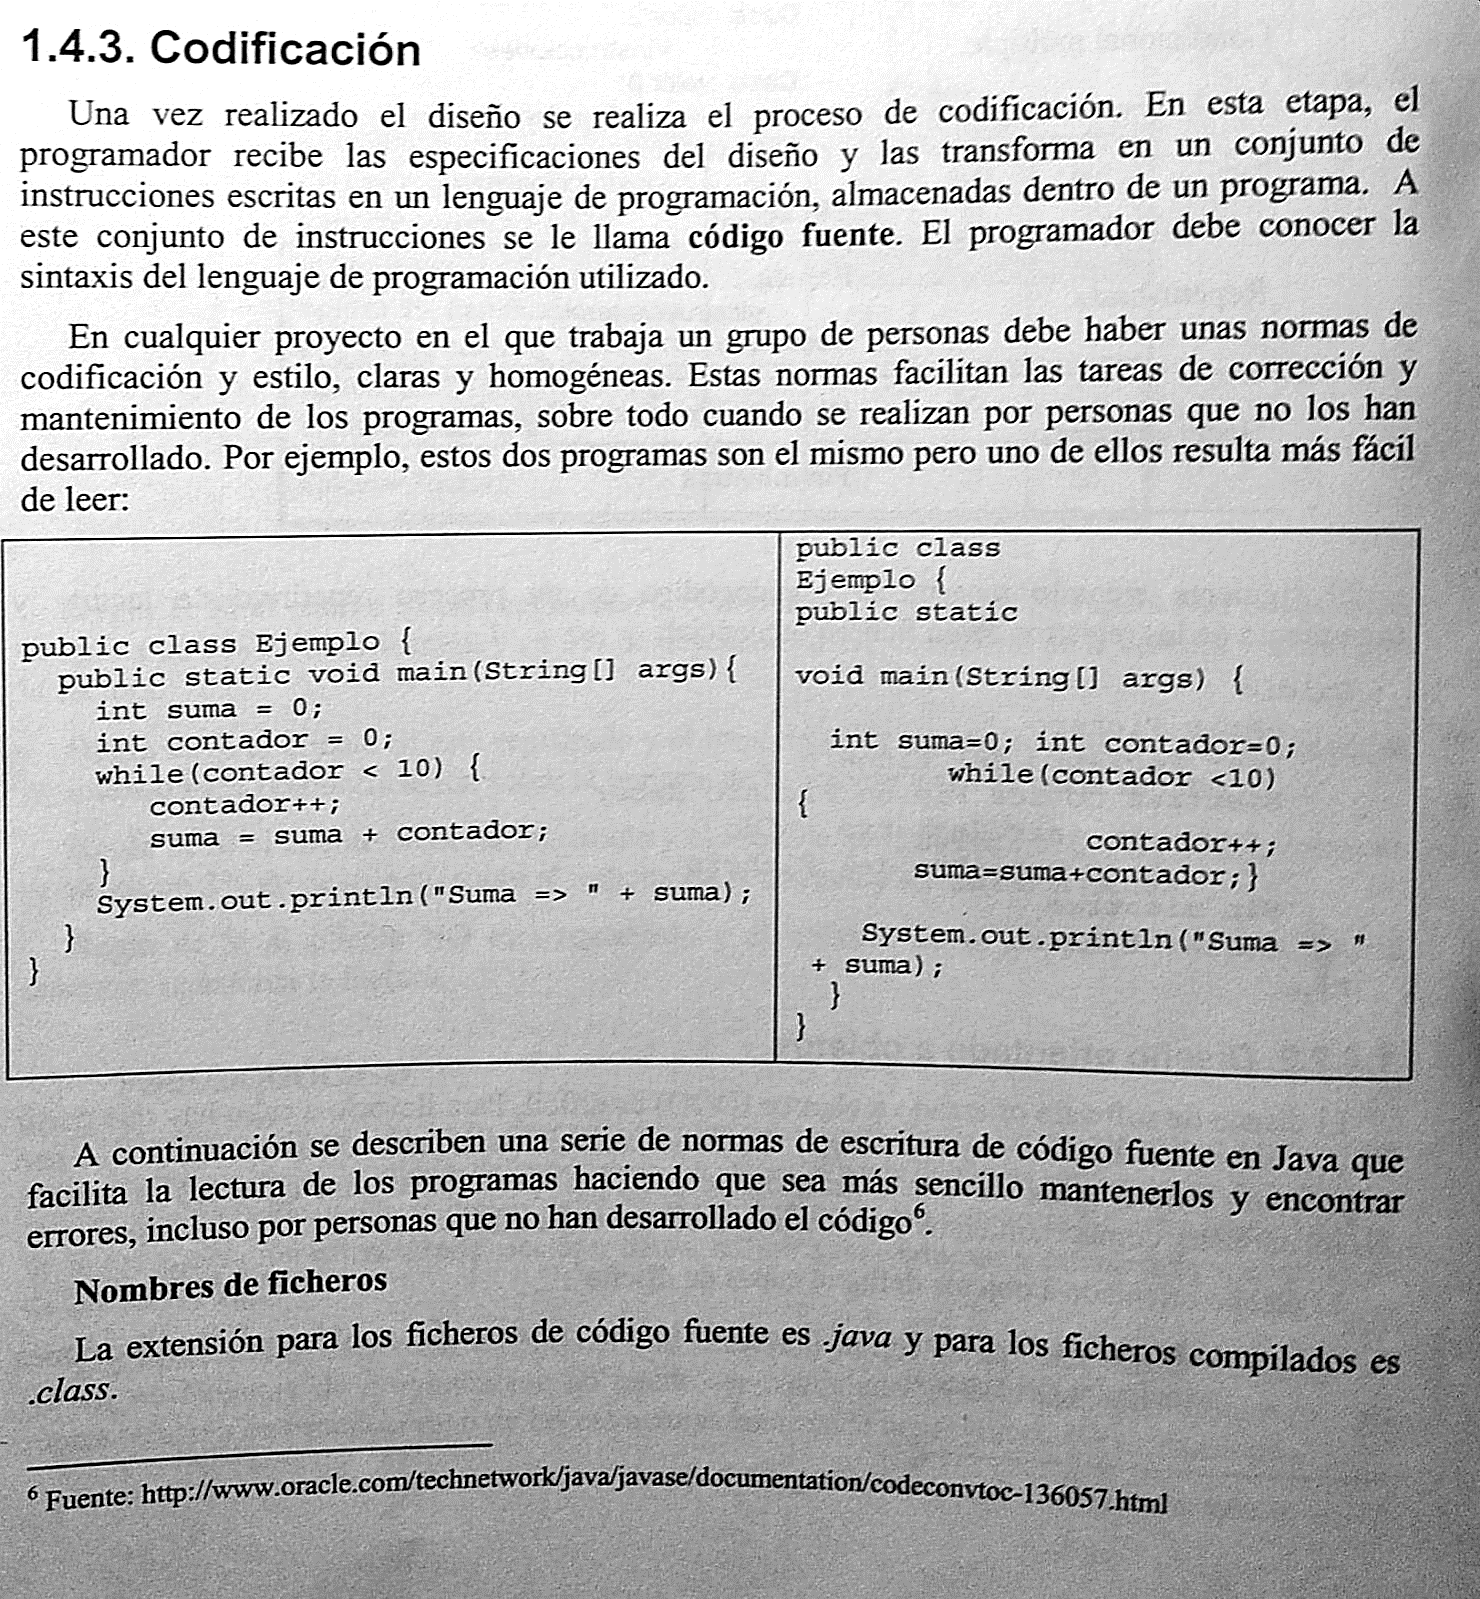 1.4.3. Codificación
Una vez realizado el diseño se realiza el proceso de codificación. En esta etapa, el
programador recibe las especificaciones del diseño y las transforma en un conjunto de
instrucciones escritas en un lenguaje de programación, almacenadas dentro de un programa. A
este conjunto de instrucciones se le llama código fuente. El programador debe conocer la
sintaxis del lenguaje de programación utilizado.
En cualquier proyecto en el que trabaja un grupo de personas debe haber unas normas de
codificación y estilo, claras y homogéneas. Estas normas facilitan las tareas de corrección y
mantenimiento de los programas, sobre todo cuando se realizan por personas que no los han
desarrollado. Por ejemplo, estos dos programas son el mismo pero uno de ellos resulta más fácil
de leer:
public class Ejemplo {
public static void main(String[] args){
int suma = 0;
int contador = 0;
while(contador < 10) {
contador++;
suma = suma + contador;
}
System.out.println("Suma => " + suma);
}
}
public class
Ejemplo {
public static
void main(String[] args) {
int suma=0; int contador=0;
while(contador <10)
{
contador++;
suma=suma+contador;}
System.out.println("Suma => "
+ suma);
}
}
A continuación se describen una serie de normas de escritura de código fuente en Java que
facilita la lectura de los programas haciendo que sea más sencillo mantenerlos y encontrar
errores, incluso por personas que no han desarrollado el código⁶.
Nombres de ficheros
La extensión para los ficheros de código fuente es .java y para los ficheros compilados es
.class.
⁶ Fuente: http://www.oracle.com/technetwork/java/javase/documentation/codeconvtoc-136057.html